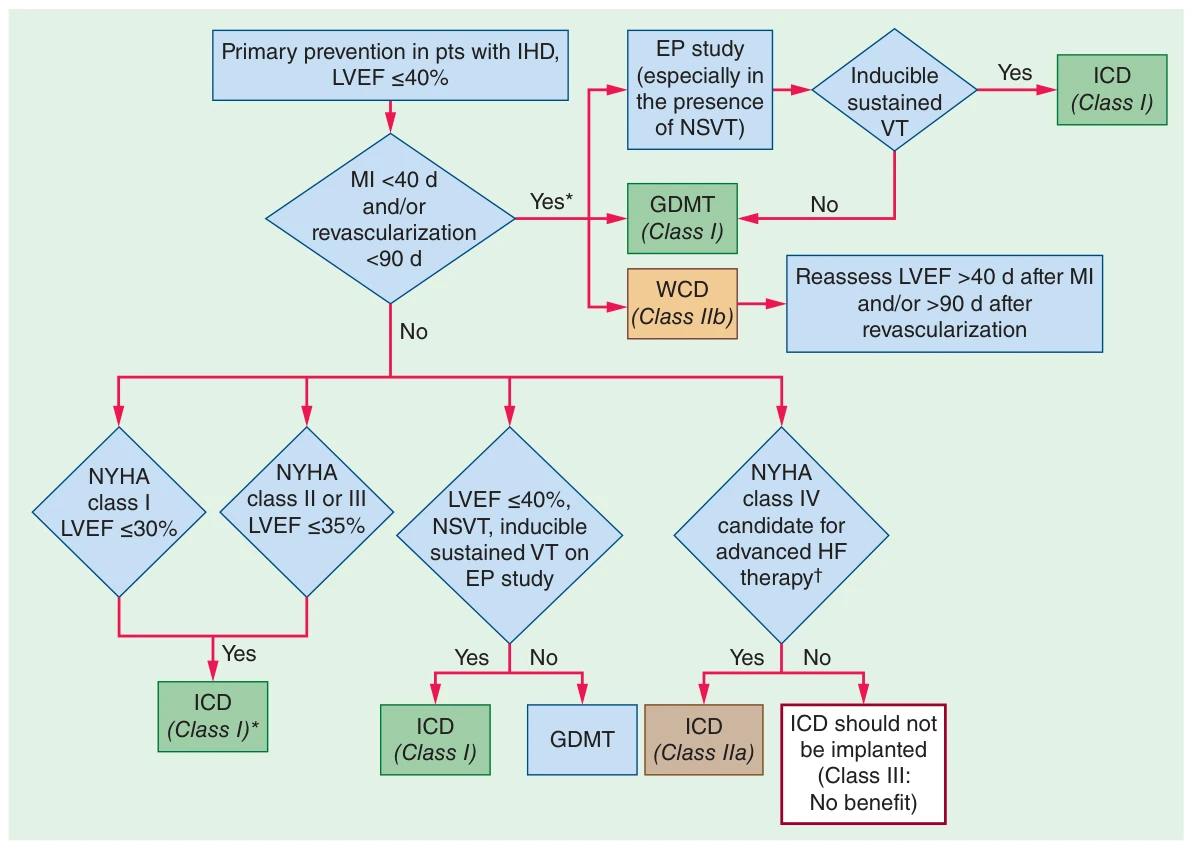 Primary prevention in pts with IHD,
LVEF ≤40%
MI <40 d
and/or
revascularization
<90 d
Yes*
EP study
(especially in
the presence
of NSVT)
Inducible
sustained
VT
Yes
ICD
(Class I)
No
GDMT
(Class I)
WCD
(Class IIb)
Reassess LVEF >40 d after MI
and/or >90 d after
revascularization
No
NYHA
class I
LVEF ≤30%
NYHA
class II or III
LVEF ≤35%
LVEF ≤40%,
NSVT, inducible
sustained VT on
EP study
NYHA
class IV
candidate for
advanced HF
therapy†
Yes
ICD
(Class I)*
Yes
No
ICD
(Class I)
GDMT
Yes
No
ICD
(Class IIa)
ICD should not
be implanted
(Class III:
No benefit)